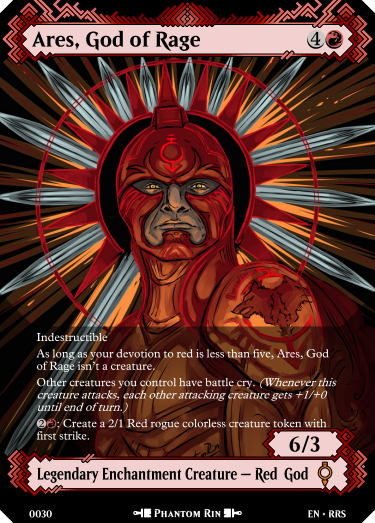 Ares, God of Rage 4
Indestructible
As long as your devotion to red is less than five, Ares, God
of Rage isn't a creature.
Other creatures you control have battle cry. (Whenever this
creature attacks, each other attacking creature gets +1/+0
until end of turn.)
2: Create a 2/1 Red rogue colorless creature token with
first strike.
6/3
Legendary Enchantment Creature — Red God
0030 Phantom Rin EN • RRS